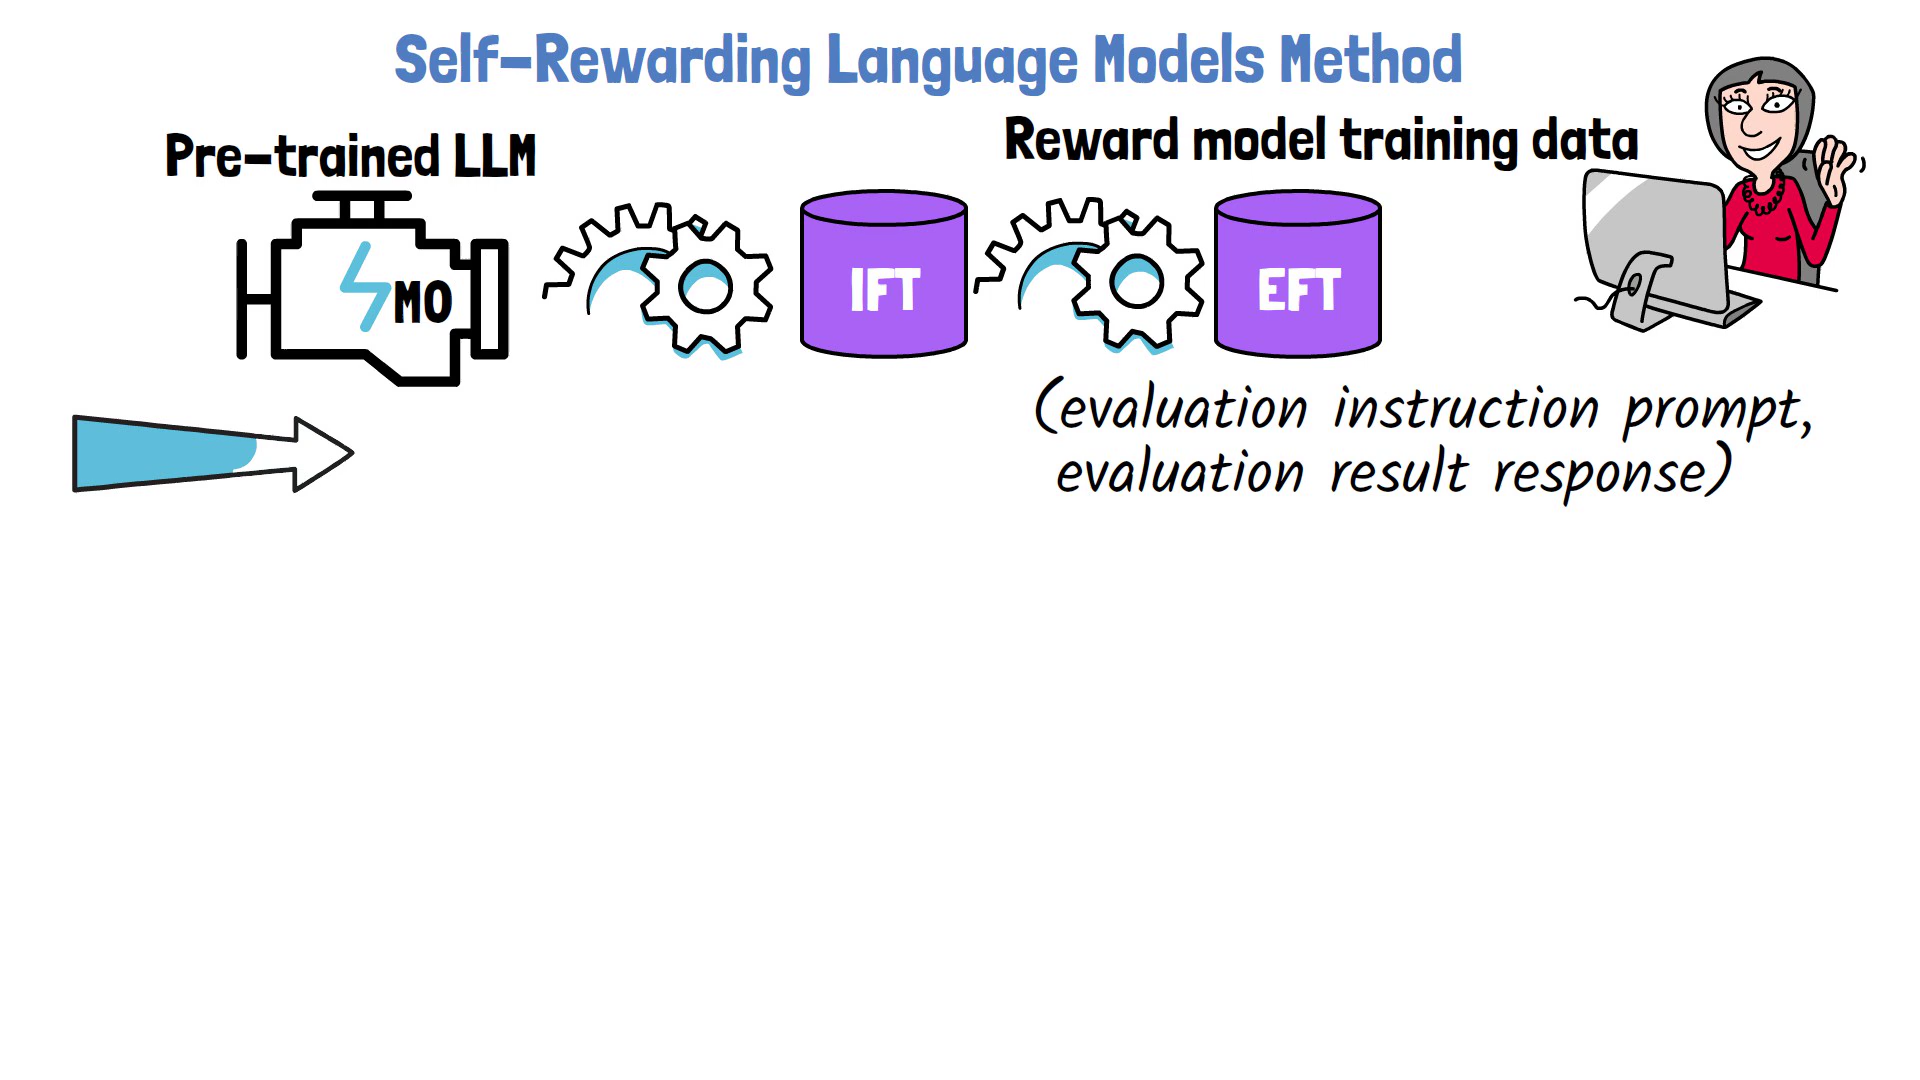 Self-Rewarding Language Models Method
Pre-trained LLM
Reward model training data
M0
IFT
EFT
(evaluation instruction prompt,
evaluation result response)